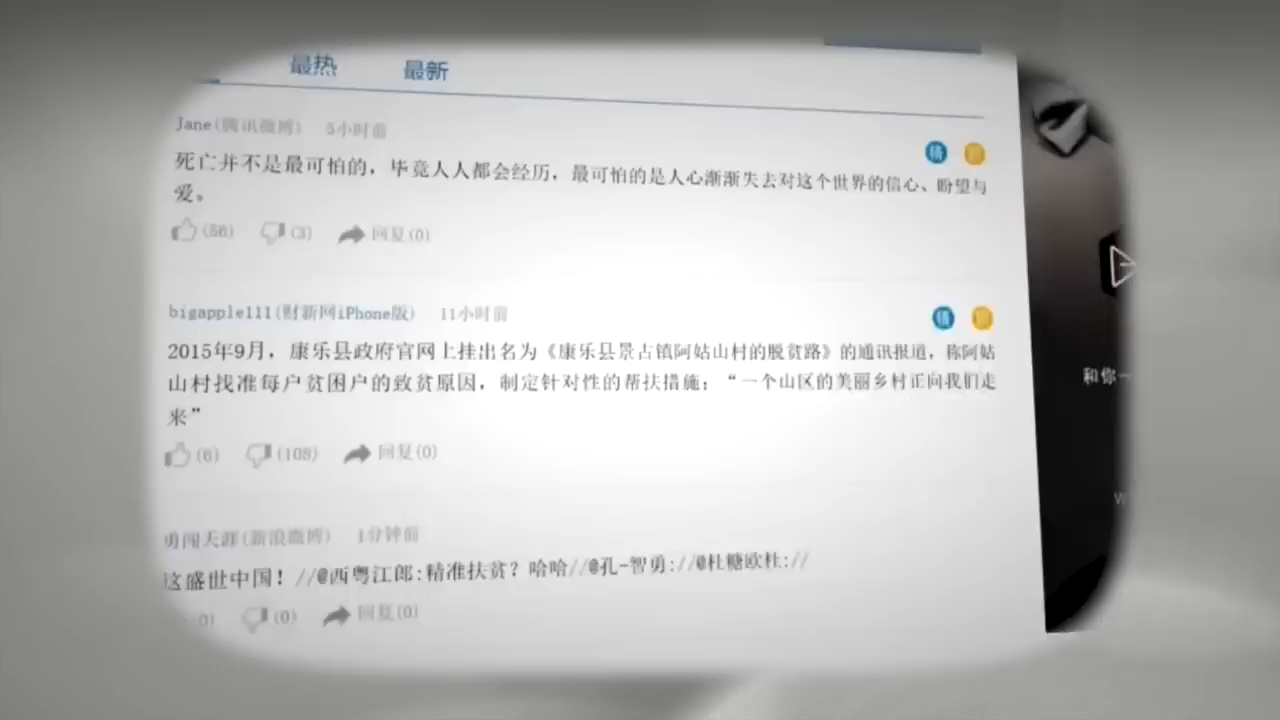 最热 最新
Jane(腾讯微博) 5小时前
死亡并不是最可怕的，毕竟人人都会经历，最可怕的是人心渐渐失去对这个世界的信心、盼望与
爱。
(56) (3) 回复(0)
bigapple111(财新网iPhone版) 11小时前
2015年9月，康乐县政府官网上挂出名为《康乐县景古镇阿姑山村的脱贫路》的通讯报道，称阿姑
山村找准每户贫困户的致贫原因，制定针对性的帮扶措施；“一个山区的美丽乡村正向我们走
来”
(6) (108) 回复(0)
勇闯天涯(新浪微博) 1分钟前
这盛世中国！//@西粤江郎:精准扶贫？哈哈//@孔-智勇://@杜糖欧杜://
0) (0) 回复(0)
和你一
W